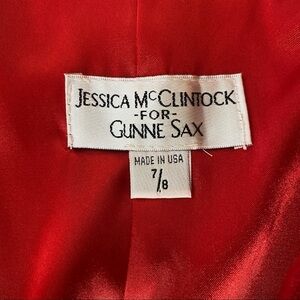 JESSICA McCLINTOCK
-FOR-
GUNNE SAX
MADE IN USA
7/8